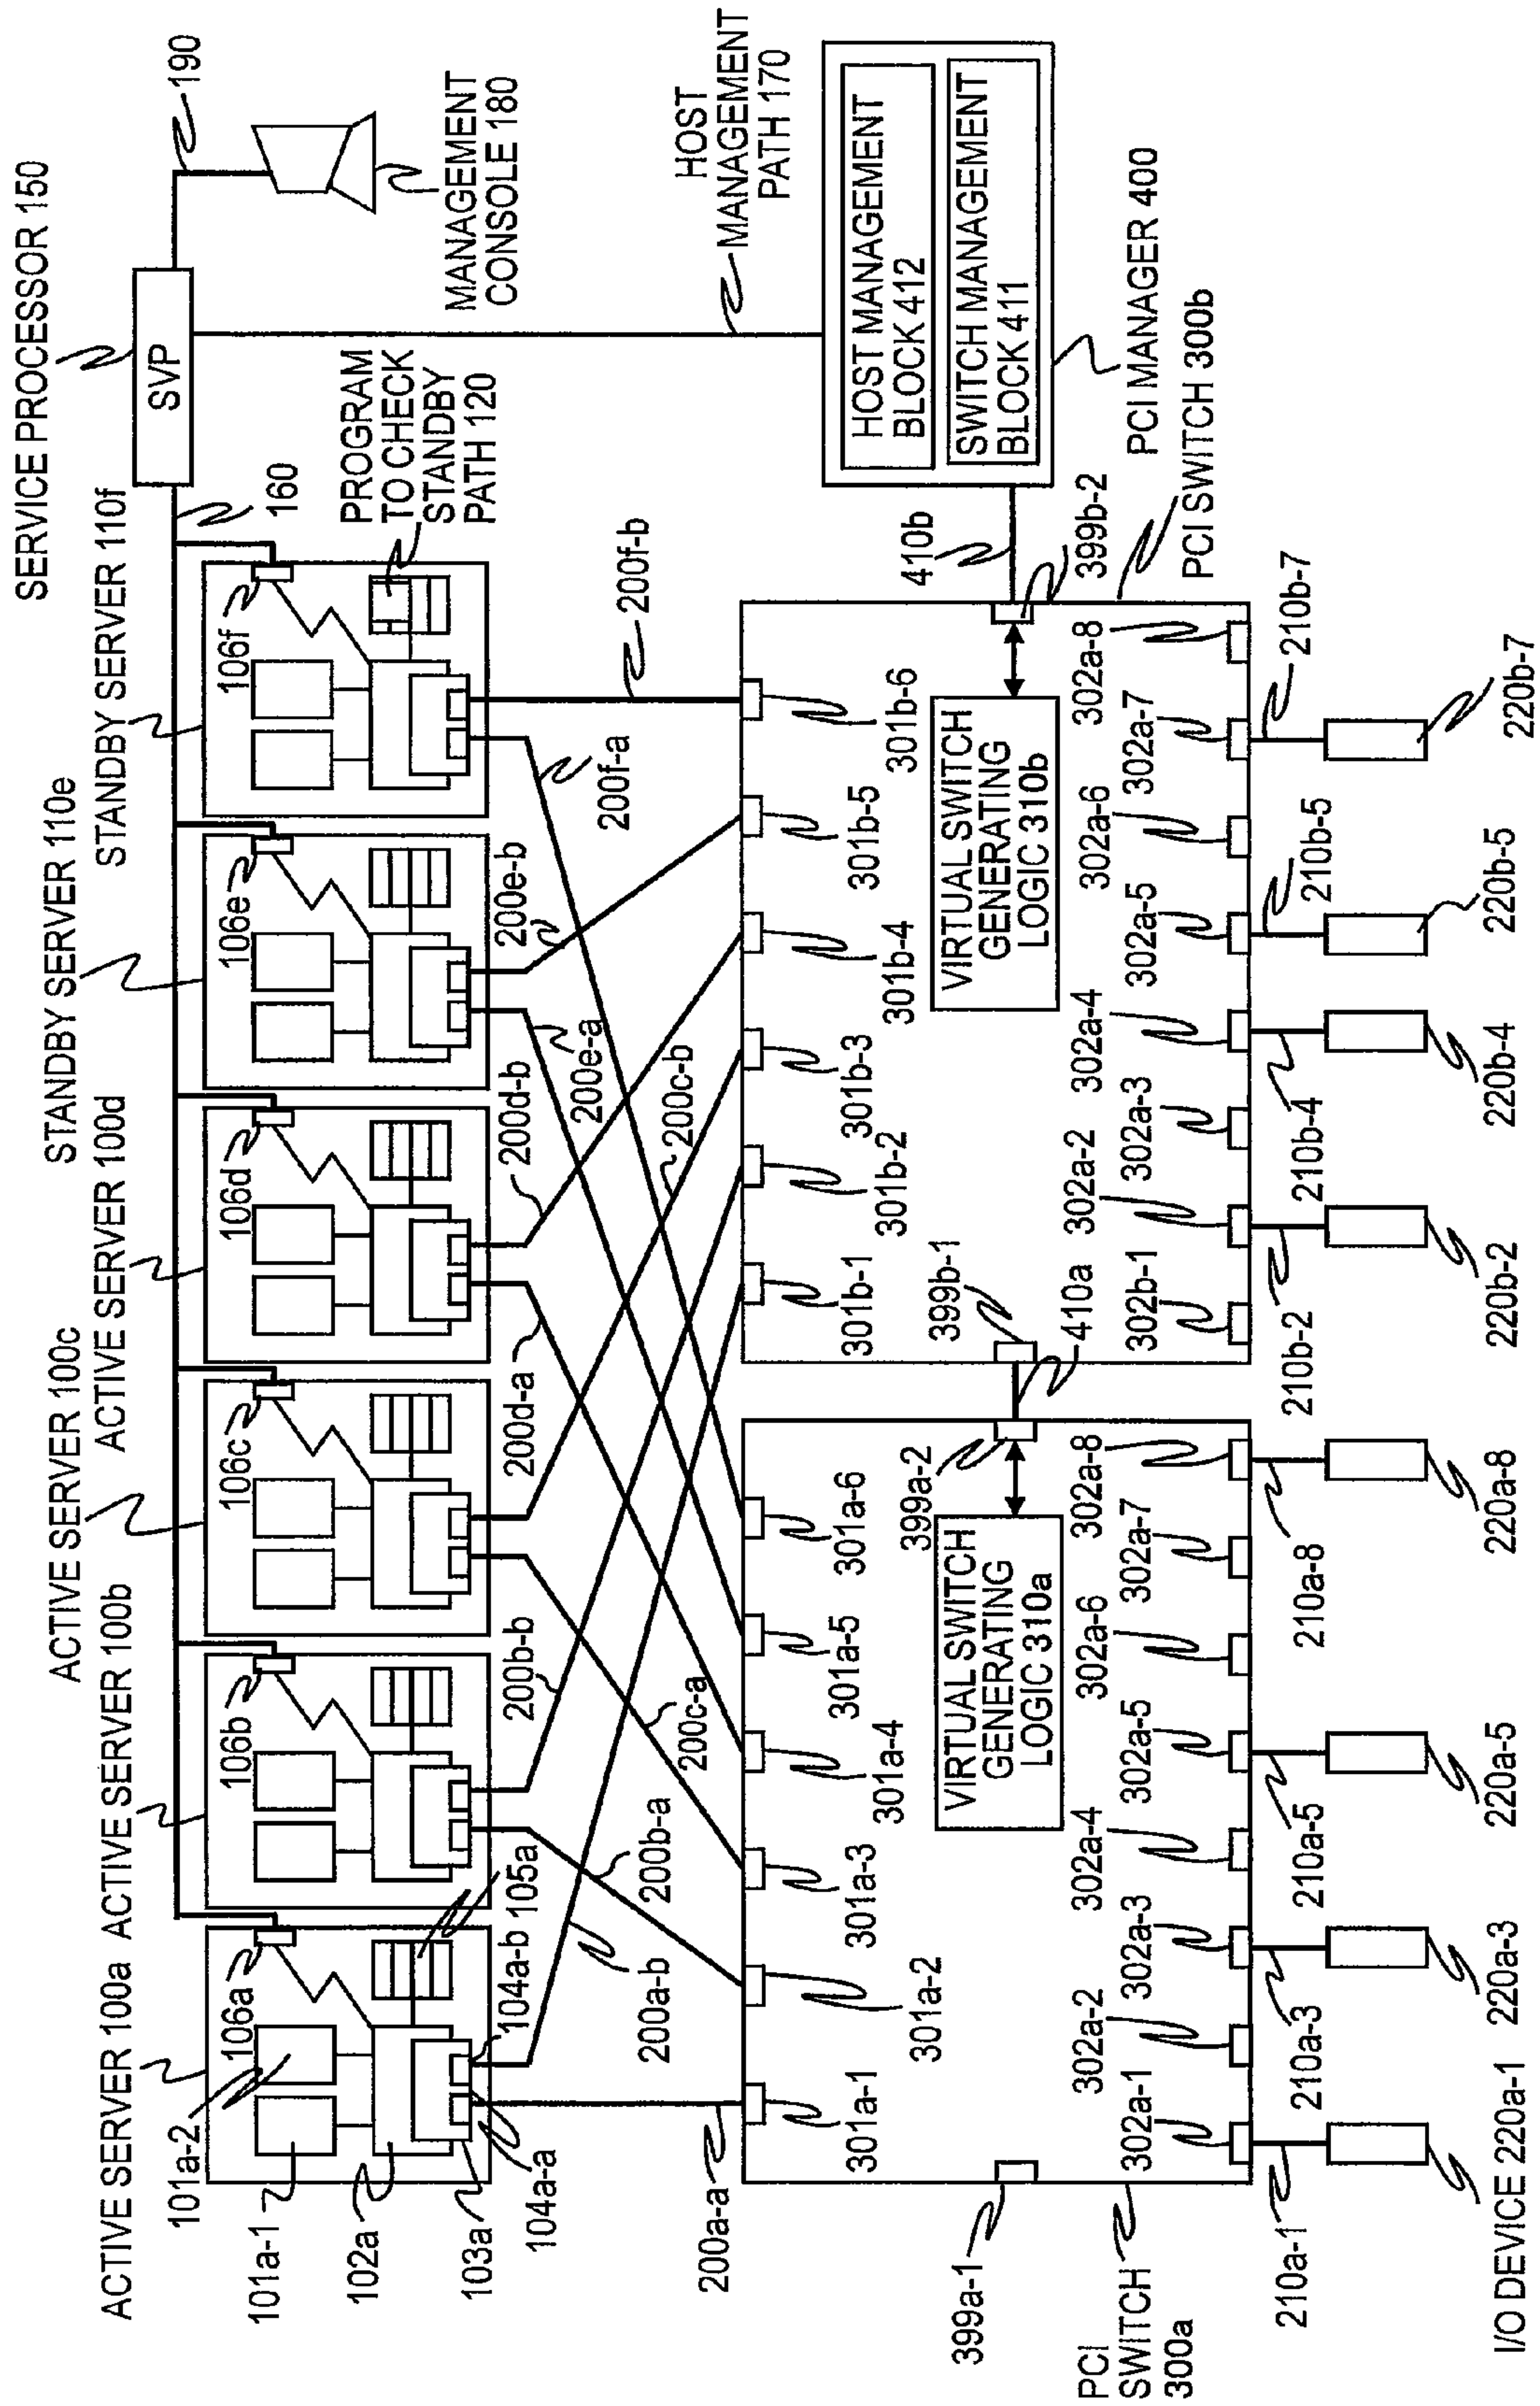 SERVICE PROCESSOR 150
SVP
190
MANAGEMENT
CONSOLE 180
HOST
MANAGEMENT
PATH 170
160
PROGRAM
TO CHECK
STANDBY
PATH 120
ACTIVE SERVER 100a
ACTIVE SERVER 100b
ACTIVE SERVER 100c
ACTIVE SERVER 100d
STANDBY SERVER 110e
STANDBY SERVER 110f
101a-2
101a-1
102a
103a
104a-a
104a-b
105a
106a
106b
106c
106d
106e
106f
200a-a
200a-b
200b-a
200b-b
200c-a
200d-a
200d-b
200e-a
200c-b
200e-b
200f-a
200f-b
HOST MANAGEMENT
BLOCK 412
SWITCH MANAGEMENT
BLOCK 411
PCI MANAGER 400
410b
399b-2
PCI SWITCH 300b
301a-1
301a-2
301a-3
301a-4
301a-5
301a-6
301b-1
301b-2
301b-3
301b-4
301b-5
301b-6
399a-1
VIRTUAL SWITCH
GENERATING
LOGIC 310a
399a-2
410a
399b-1
VIRTUAL SWITCH
GENERATING
LOGIC 310b
302a-1
302a-2
302a-3
302a-4
302a-5
302a-6
302a-7
302a-8
302b-1
302a-2
302a-3
302a-4
302a-5
302a-6
302a-7
302a-8
PCI
SWITCH
300a
210a-1
210a-3
210a-5
210a-8
210b-2
210b-4
210b-5
210b-7
I/O DEVICE 220a-1
220a-3
220a-5
220a-8
220b-2
220b-4
220b-5
220b-7